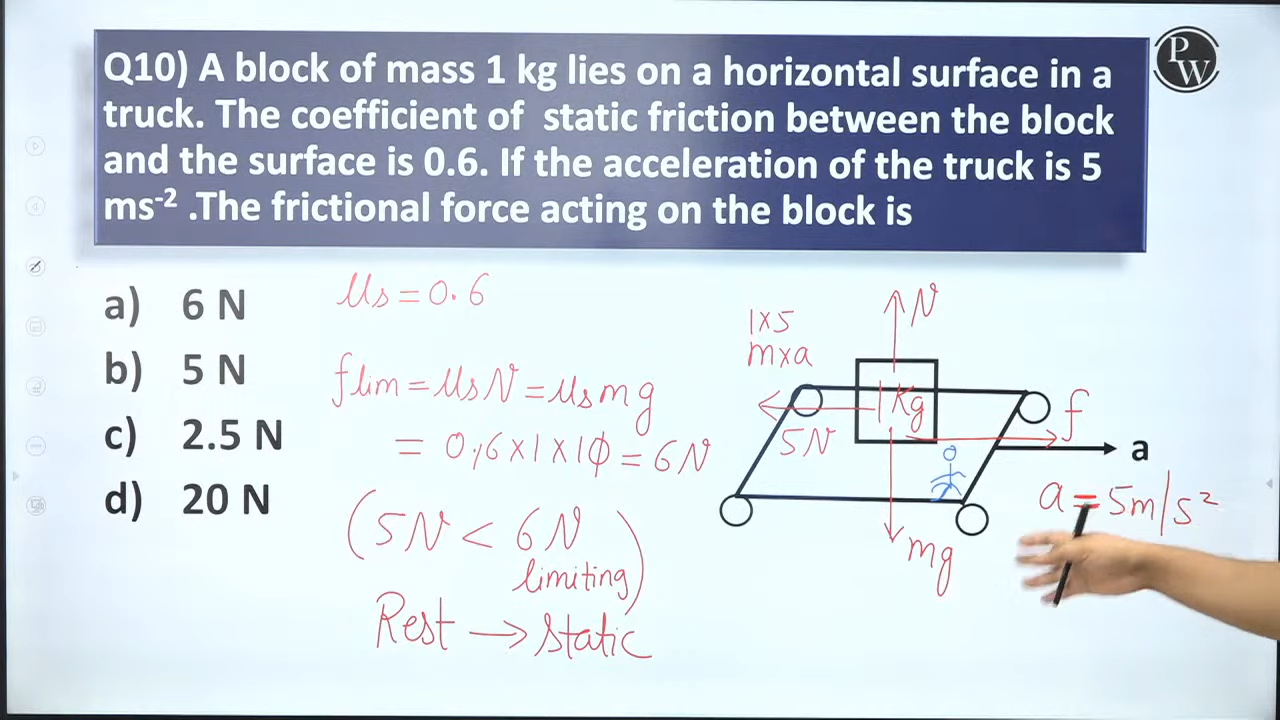 Q10) A block of mass 1 kg lies on a horizontal surface in a
truck. The coefficient of static friction between the block
and the surface is 0.6. If the acceleration of the truck is 5
ms⁻² .The frictional force acting on the block is
P
W
a) 6 N
b) 5 N
c) 2.5 N
d) 20 N
μs = 0.6
f lim = μsN = μsmg
= 0.6×1×10 = 6N
(5N < 6N
limiting)
Rest → static
N
1×5
m×a
1 Kg
5N
f
a
a = 5m/s²
mg